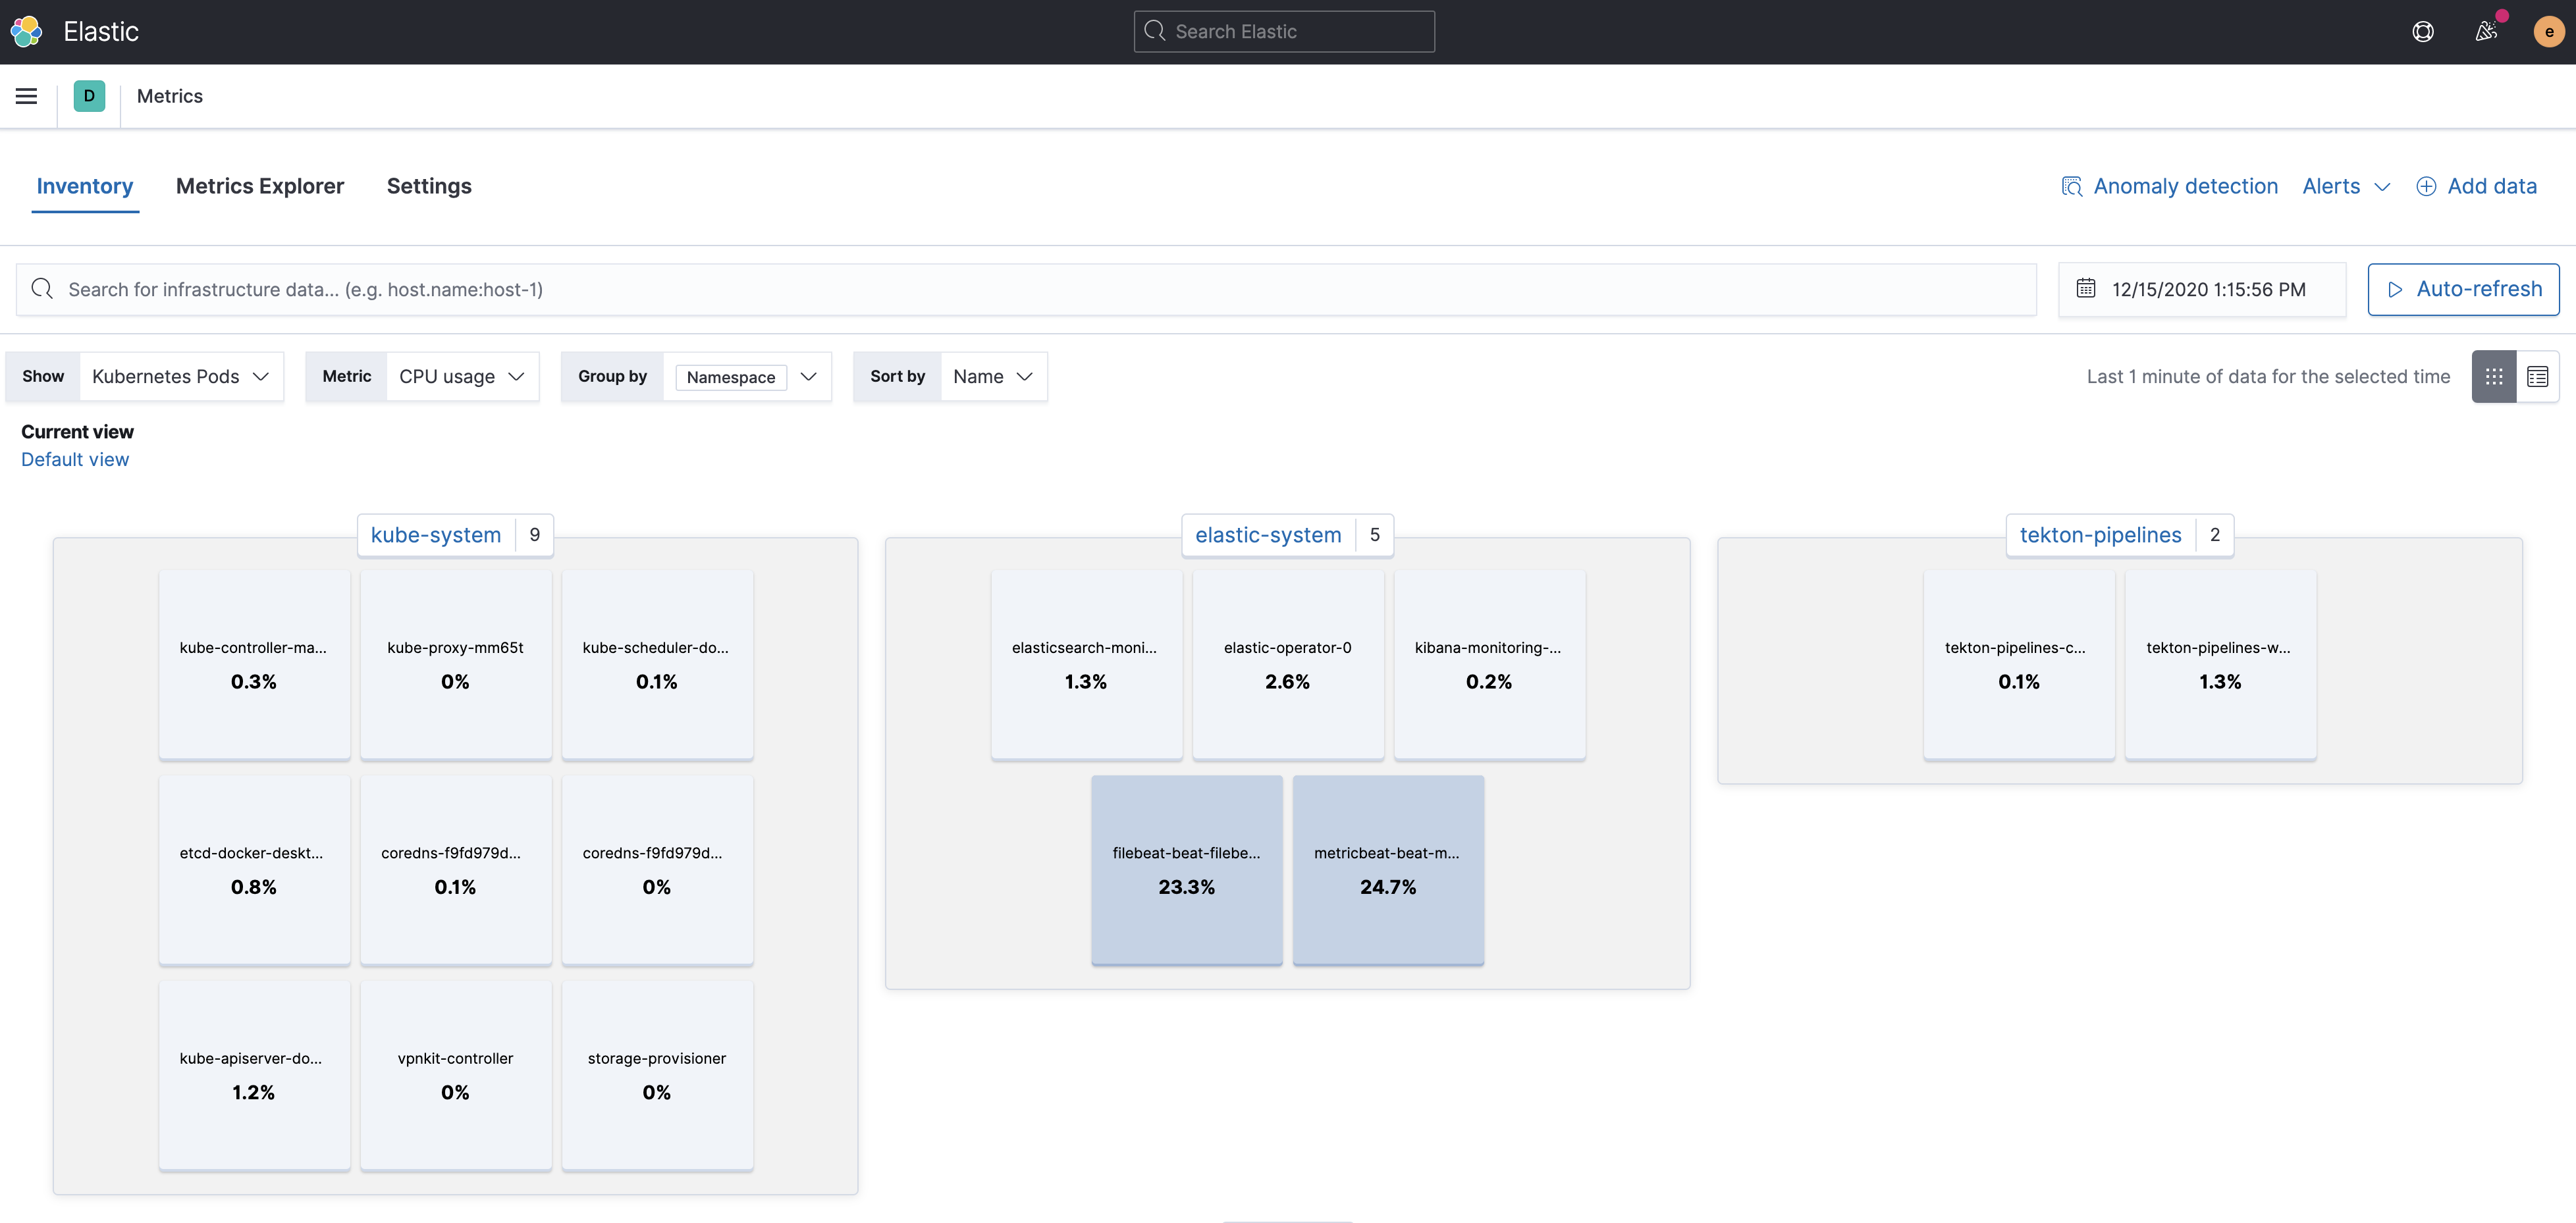 Elastic
Search Elastic
e
D
Metrics
Inventory
Metrics Explorer
Settings
Anomaly detection
Alerts
Add data
Search for infrastructure data... (e.g. host.name:host-1)
12/15/2020 1:15:56 PM
Auto-refresh
Show
Kubernetes Pods
Metric
CPU usage
Group by
Namespace
Sort by
Name
Last 1 minute of data for the selected time
Current view
Default view
kube-system
9
kube-controller-ma...
0.3%
kube-proxy-mm65t
0%
kube-scheduler-do...
0.1%
etcd-docker-deskt...
0.8%
coredns-f9fd979d...
0.1%
coredns-f9fd979d...
0%
kube-apiserver-do...
1.2%
vpnkit-controller
0%
storage-provisioner
0%
elastic-system
5
elasticsearch-moni...
1.3%
elastic-operator-0
2.6%
kibana-monitoring-...
0.2%
filebeat-beat-filebe...
23.3%
metricbeat-beat-m...
24.7%
tekton-pipelines
2
tekton-pipelines-c...
0.1%
tekton-pipelines-w...
1.3%